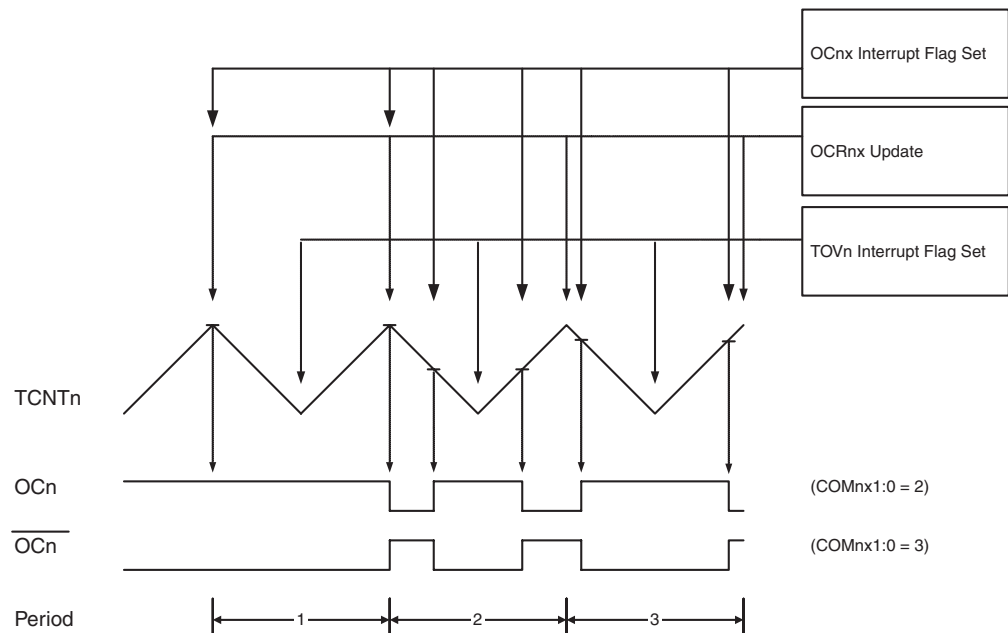 OCnx Interrupt Flag Set
OCRnx Update
TOVn Interrupt Flag Set
TCNTn
OCn (COMnx1:0 = 2)
OCn (COMnx1:0 = 3)
Period 1 2 3